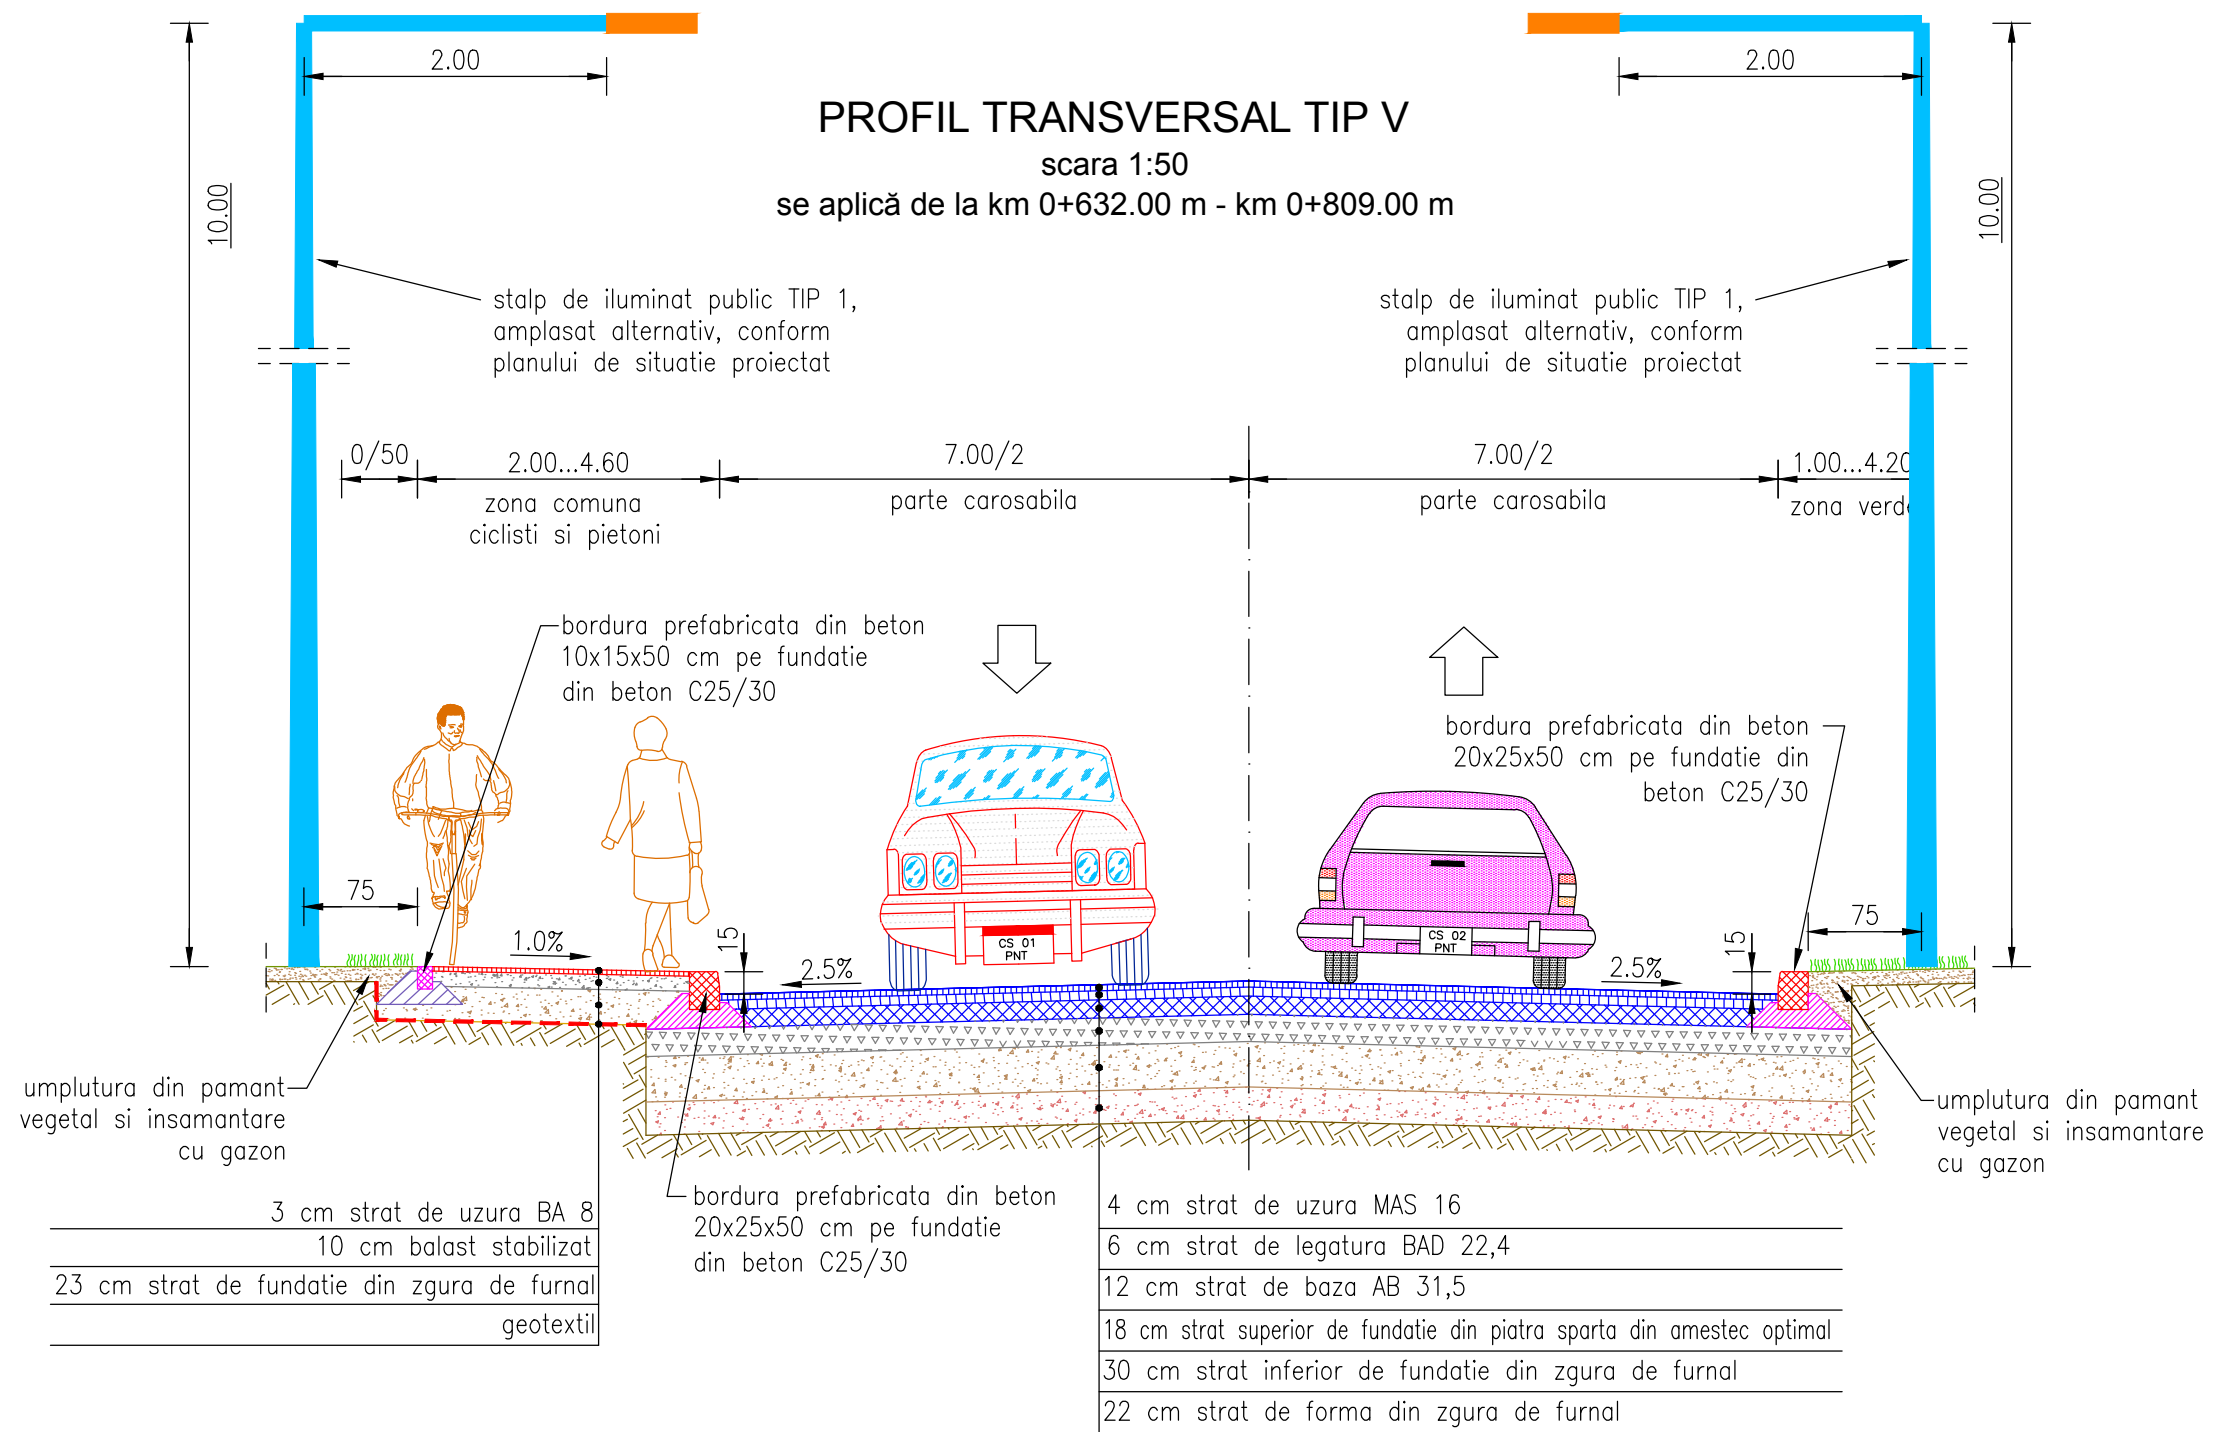 2.00
2.00
PROFIL TRANSVERSAL TIP V
scara 1:50
se aplică de la km 0+632.00 m - km 0+809.00 m
10.00
10.00
stalp de iluminat public TIP 1,
amplasat alternativ, conform
planului de situatie proiectat
stalp de iluminat public TIP 1,
amplasat alternativ, conform
planului de situatie proiectat
0/50
2.00...4.60
zona comuna
ciclisti si pietoni
7.00/2
parte carosabila
7.00/2
parte carosabila
1.00...4.20
zona verde
bordura prefabricata din beton
10x15x50 cm pe fundatie
din beton C25/30
bordura prefabricata din beton
20x25x50 cm pe fundatie din
beton C25/30
75
1.0%
15
2.5%
CS 01
PNT
CS 02
PNT
2.5%
15
75
umplutura din pamant
vegetal si insamantare
cu gazon
umplutura din pamant
vegetal si insamantare
cu gazon
bordura prefabricata din beton
20x25x50 cm pe fundatie
din beton C25/30
3 cm strat de uzura BA 8
10 cm balast stabilizat
23 cm strat de fundatie din zgura de furnal
geotextil
4 cm strat de uzura MAS 16
6 cm strat de legatura BAD 22,4
12 cm strat de baza AB 31,5
18 cm strat superior de fundatie din piatra sparta din amestec optimal
30 cm strat inferior de fundatie din zgura de furnal
22 cm strat de forma din zgura de furnal